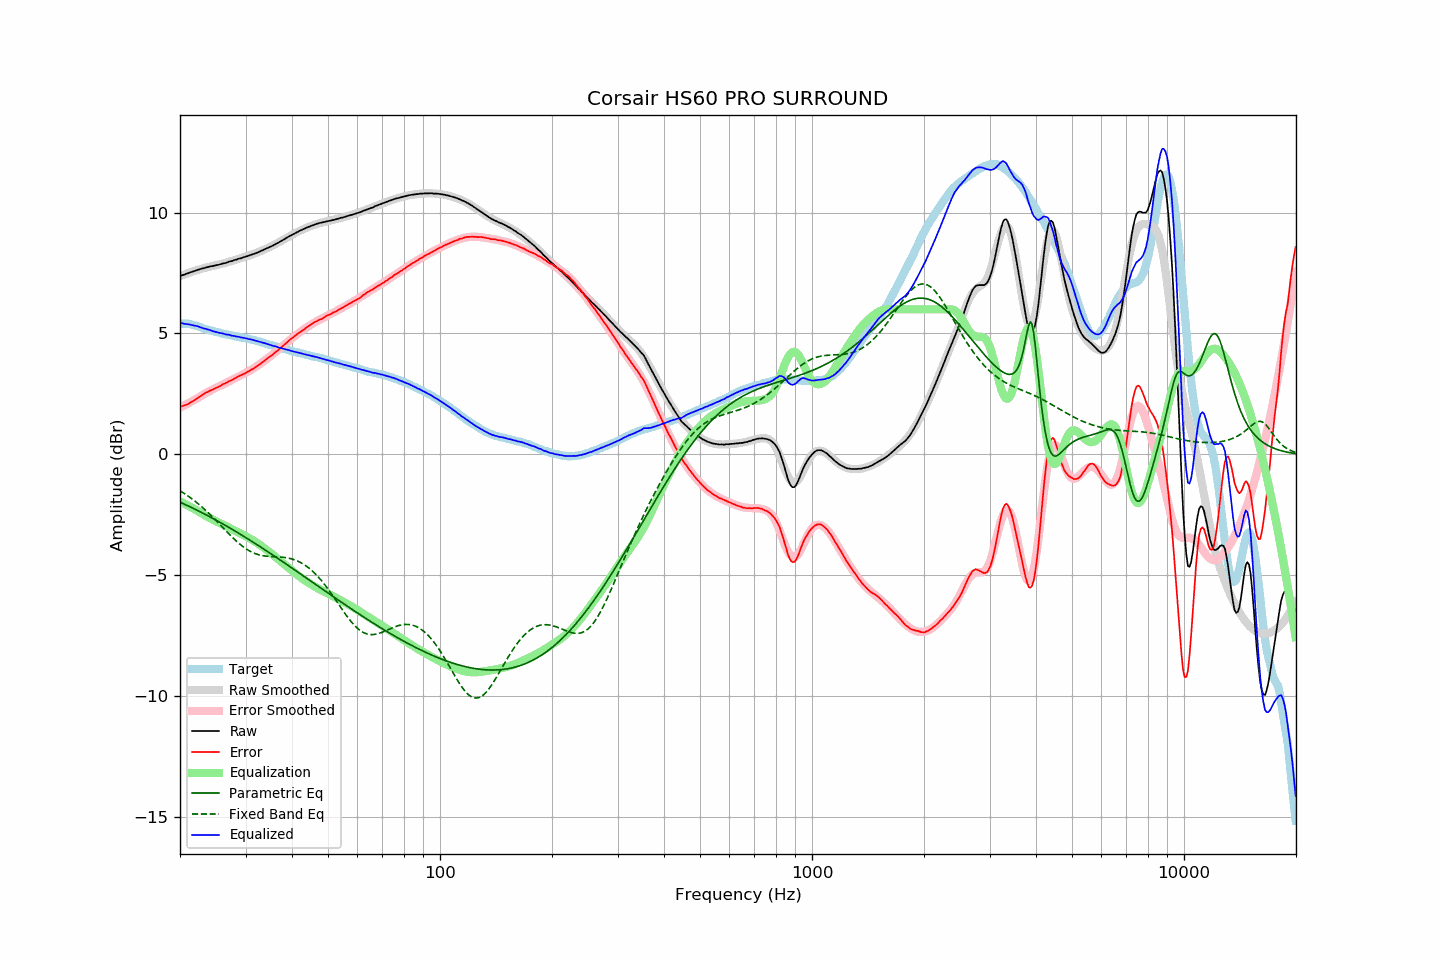 Corsair HS60 PRO SURROUND
10
5
0
−5
−10
−15
Amplitude (dBr)
Target
Raw Smoothed
Error Smoothed
Raw
Error
Equalization
Parametric Eq
Fixed Band Eq
Equalized
100
1000
10000
Frequency (Hz)